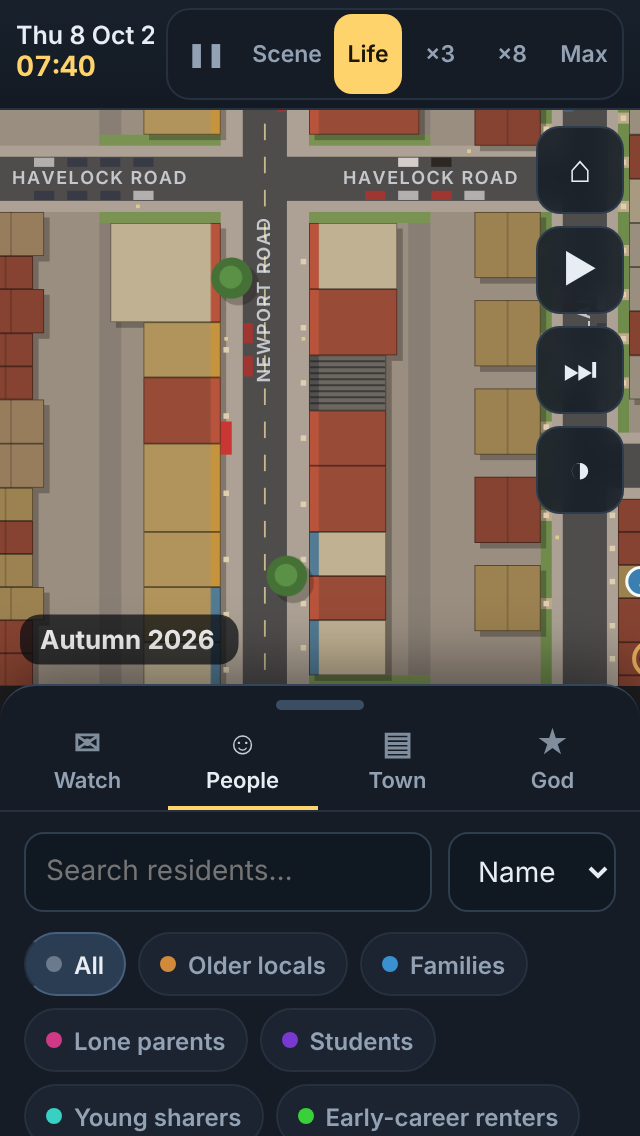 Thu 8 Oct 2
07:40
Scene
Life
×3
×8
Max
HAVELOCK ROAD
HAVELOCK ROAD
NEWPORT ROAD
Autumn 2026
Watch
People
Town
God
Search residents...
Name
All
Older locals
Families
Lone parents
Students
Young sharers
Early-career renters